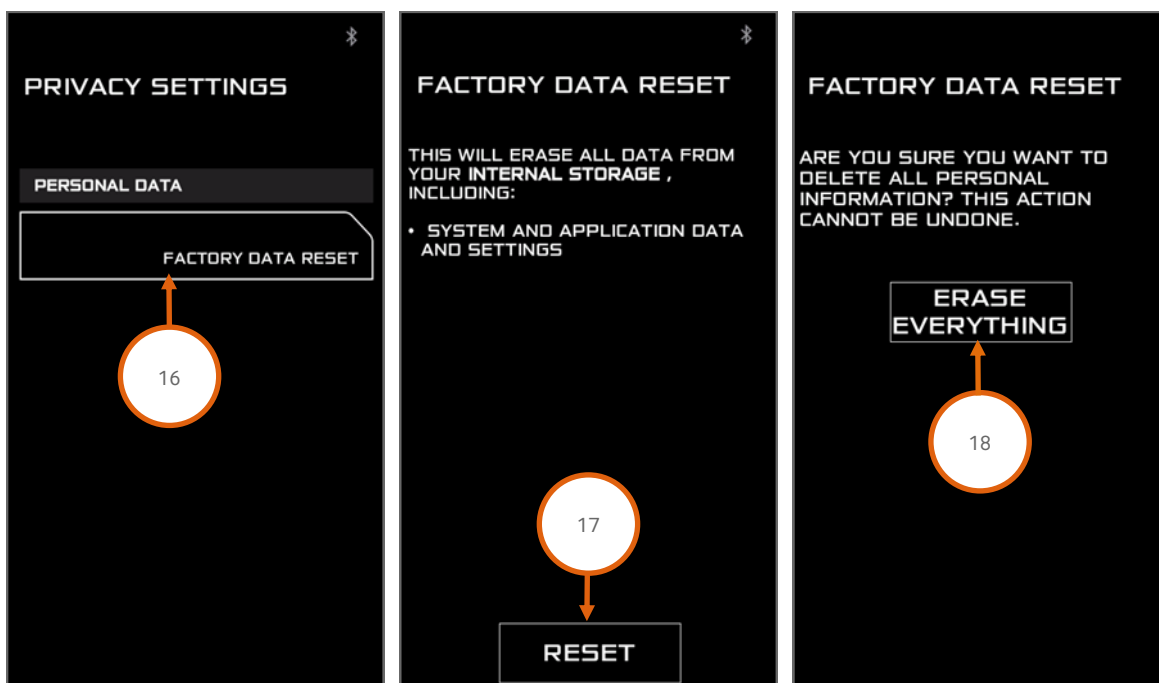 PRIVACY SETTINGS
PERSONAL DATA
FACTORY DATA RESET
16
FACTORY DATA RESET
THIS WILL ERASE ALL DATA FROM
YOUR INTERNAL STORAGE ,
INCLUDING:
• SYSTEM AND APPLICATION DATA
AND SETTINGS
17
RESET
FACTORY DATA RESET
ARE YOU SURE YOU WANT TO
DELETE ALL PERSONAL
INFORMATION? THIS ACTION
CANNOT BE UNDONE.
ERASE
EVERYTHING
18